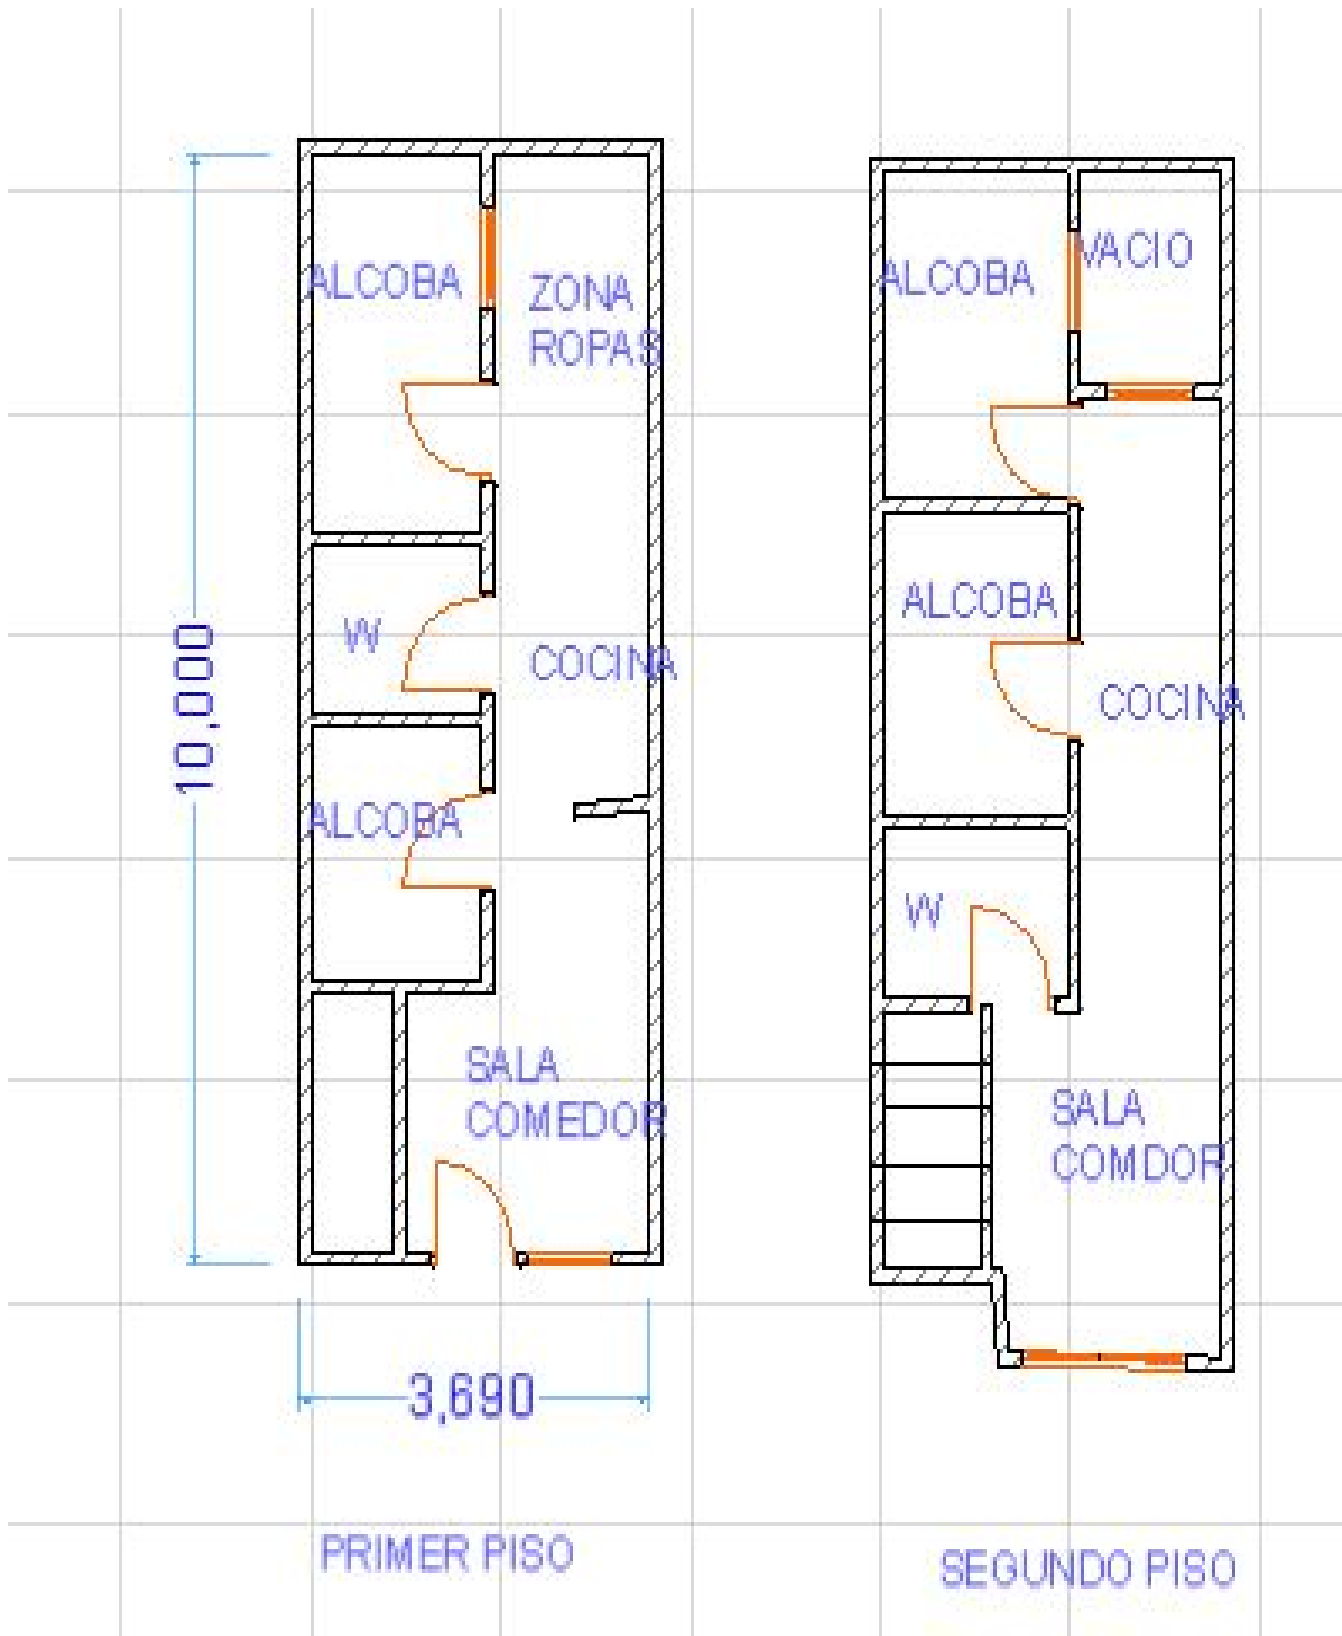 ALCOBA
ZONA
ROPAS
W
COCINA
ALCOBA
SALA
COMEDOR
10,000
3,690
PRIMER PISO
ALCOBA
VACIO
ALCOBA
COCINA
W
SALA
COMDOR
SEGUNDO PISO